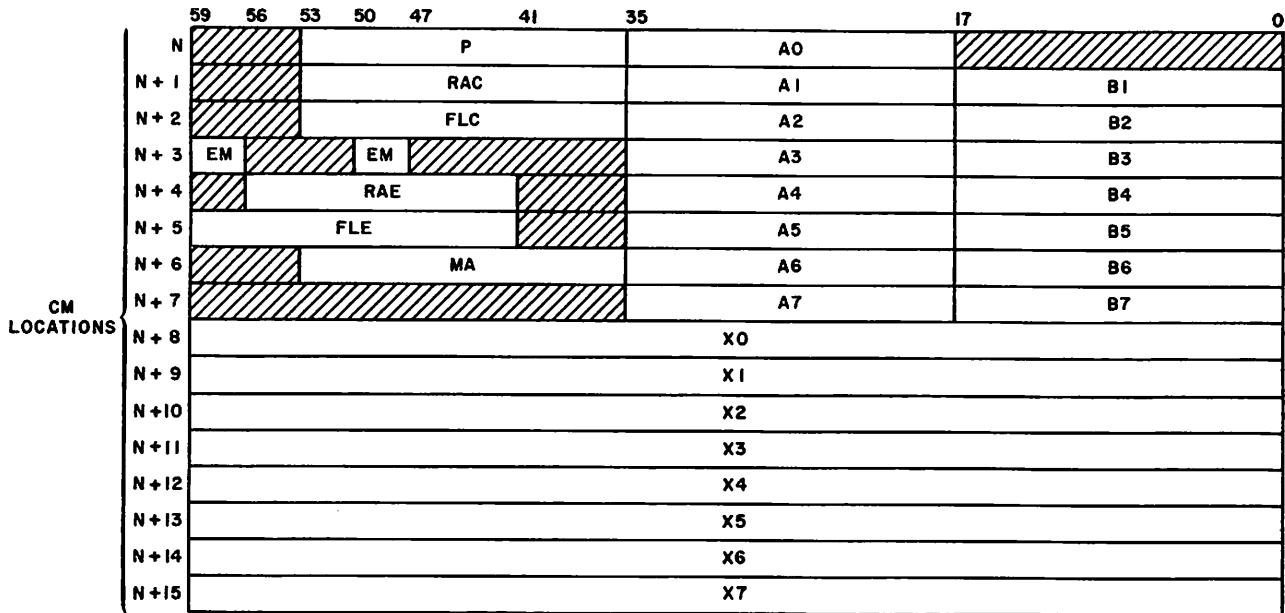 59 56 53 50 47 41 35 17 0
N P A0
N + 1 RAC A1 B1
N + 2 FLC A2 B2
N + 3 EM EM A3 B3
N + 4 RAE A4 B4
N + 5 FLE A5 B5
N + 6 MA A6 B6
N + 7 A7 B7
CM
LOCATIONS
N + 8 X0
N + 9 X1
N + 10 X2
N + 11 X3
N + 12 X4
N + 13 X5
N + 14 X6
N + 15 X7